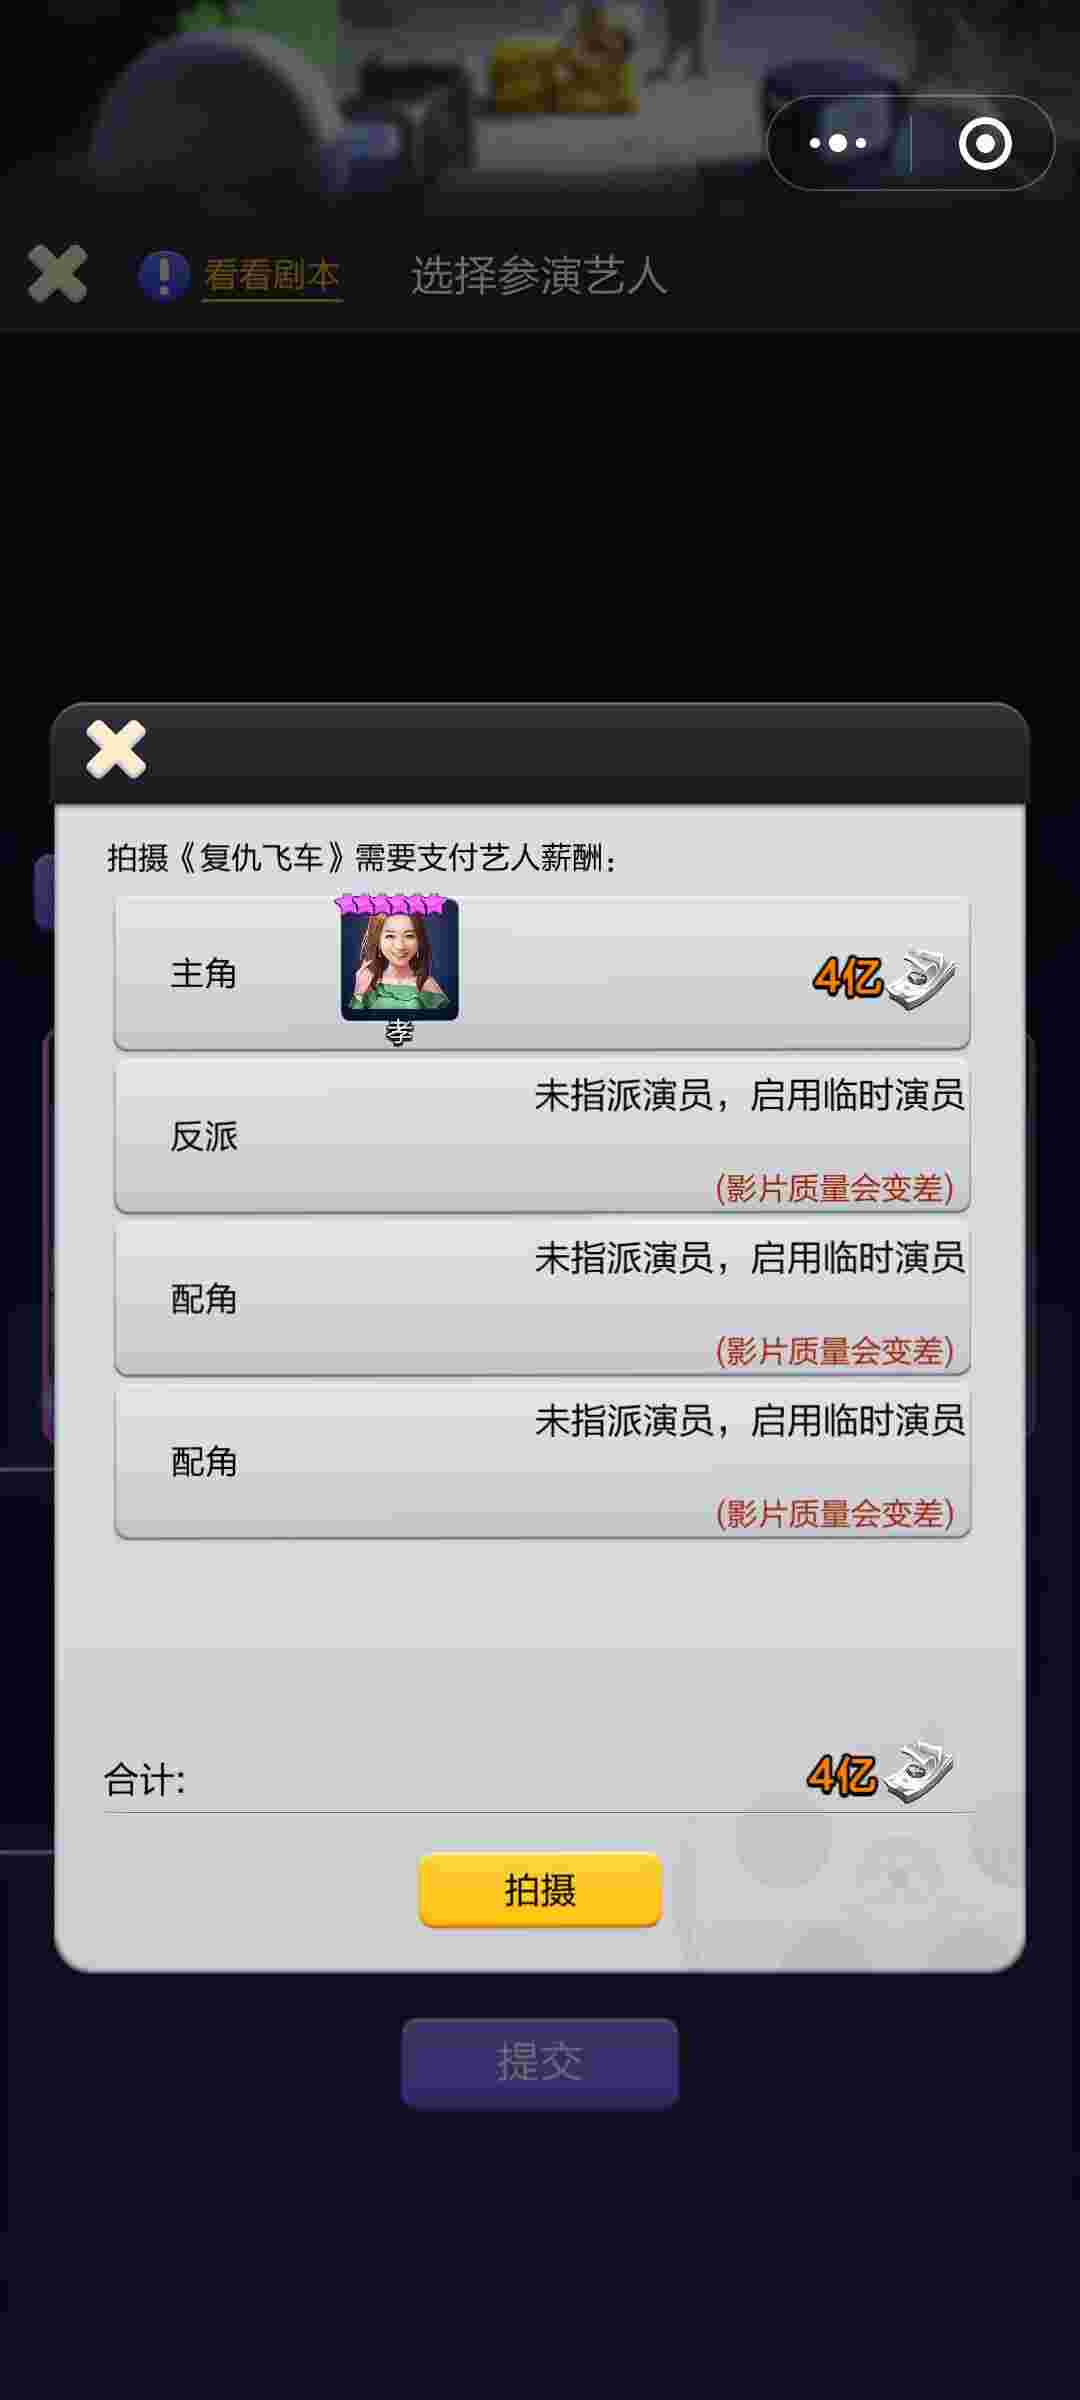 看看剧本
选择参演艺人
拍摄《复仇飞车》需要支付艺人薪酬:
主角
孝
4亿
未指派演员，启用临时演员
反派
(影片质量会变差)
未指派演员，启用临时演员
配角
(影片质量会变差)
未指派演员，启用临时演员
配角
(影片质量会变差)
合计:
4亿
拍摄
提交